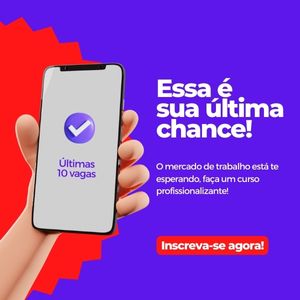 Essa é
sua última
chance!
O mercado de trabalho está te
esperando, faça um curso
profissionalizante!
Inscreva-se agora!
Últimas
10 vagas